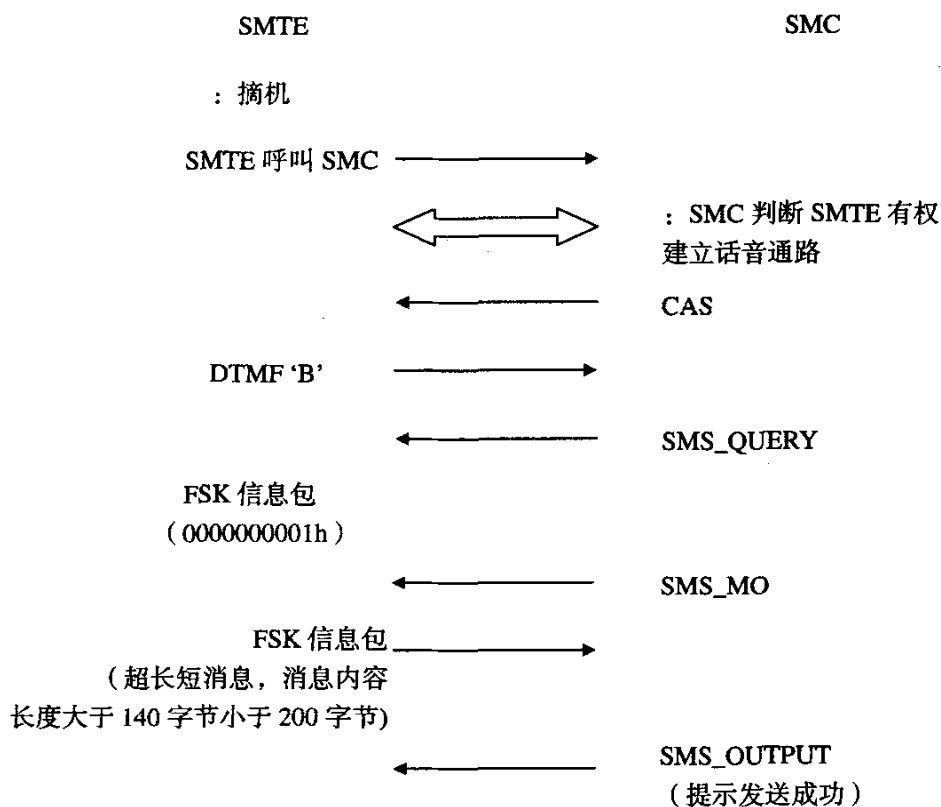 SMTE SMC
：摘机
SMTE 呼叫 SMC
：SMC 判断 SMTE 有权
建立话音通路
CAS
DTMF ‘B’
SMS_QUERY
FSK 信息包
（0000000001h）
SMS_MO
FSK 信息包
（超长短消息，消息内容
长度大于 140 字节小于 200 字节)
SMS_OUTPUT
（提示发送成功）